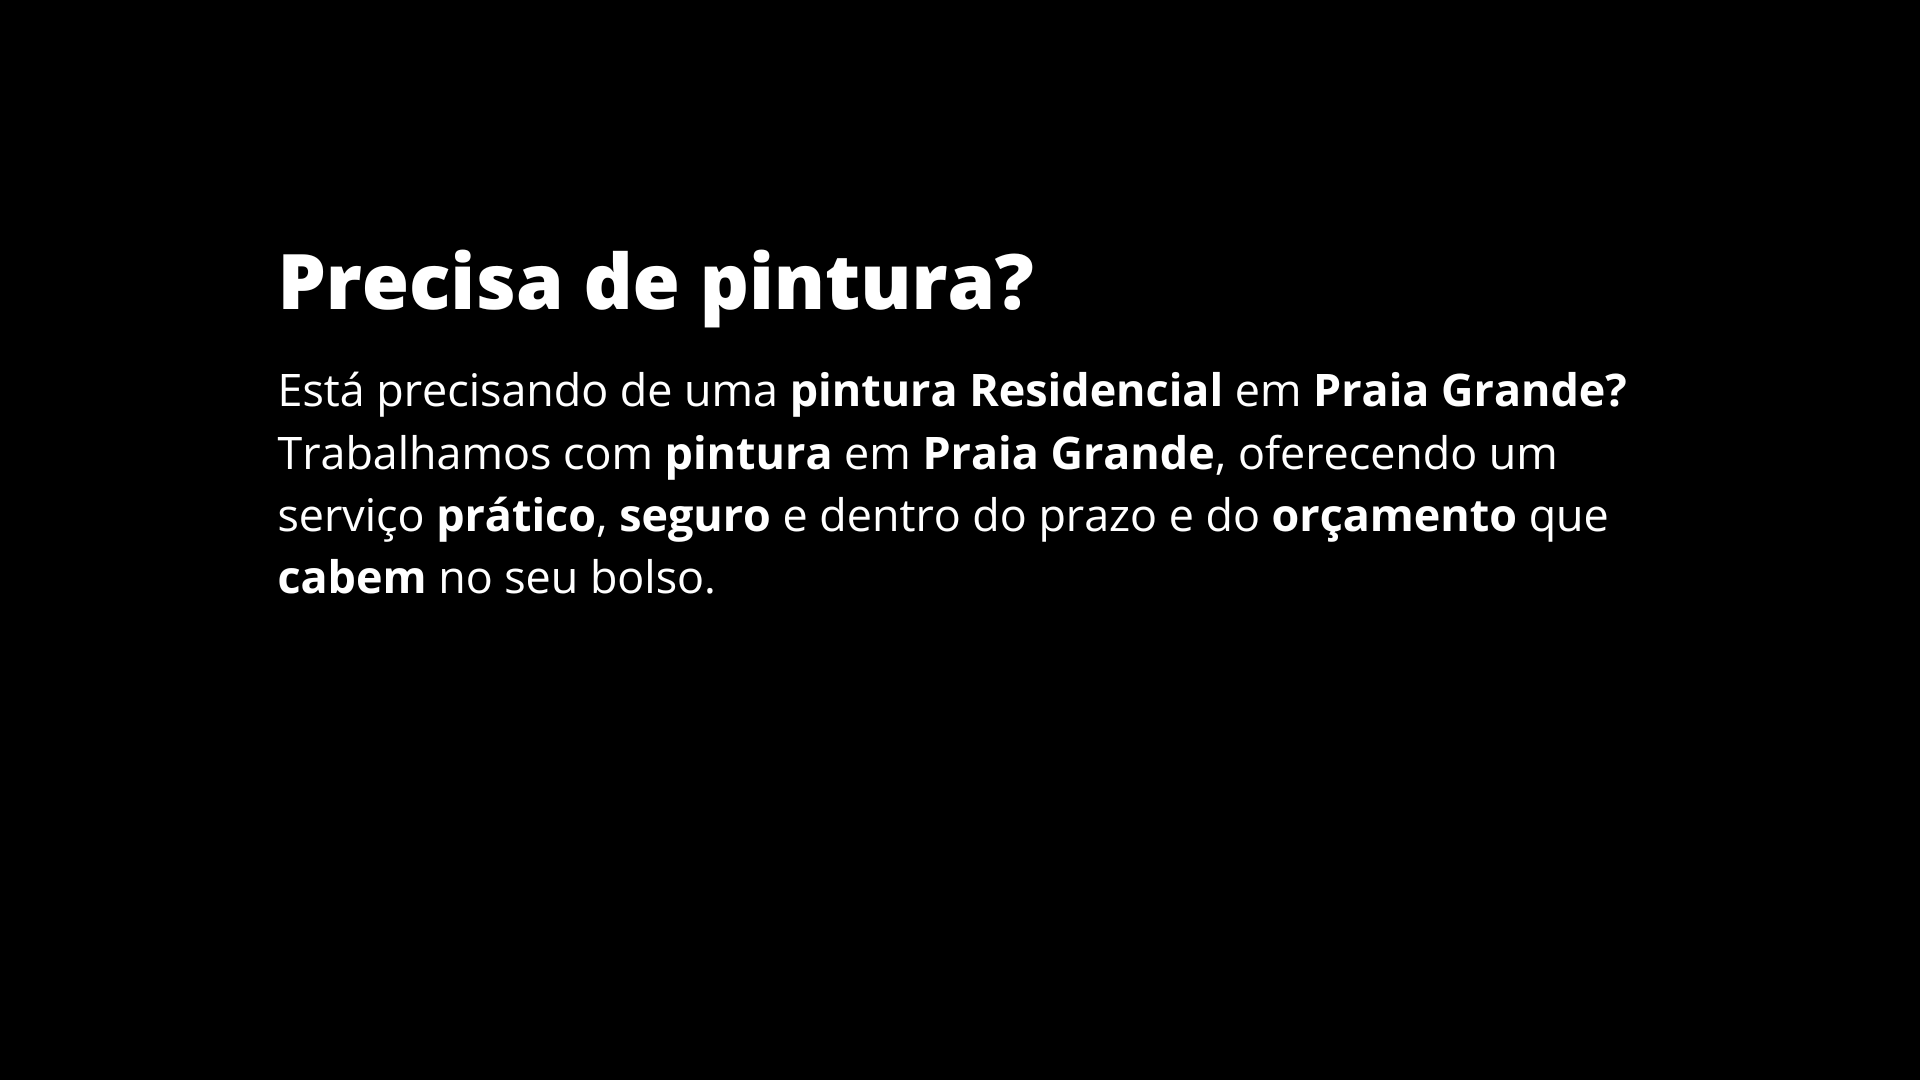 Precisa de pintura?
Está precisando de uma pintura Residencial em Praia Grande?
Trabalhamos com pintura em Praia Grande, oferecendo um
serviço prático, seguro e dentro do prazo e do orçamento que
cabem no seu bolso.